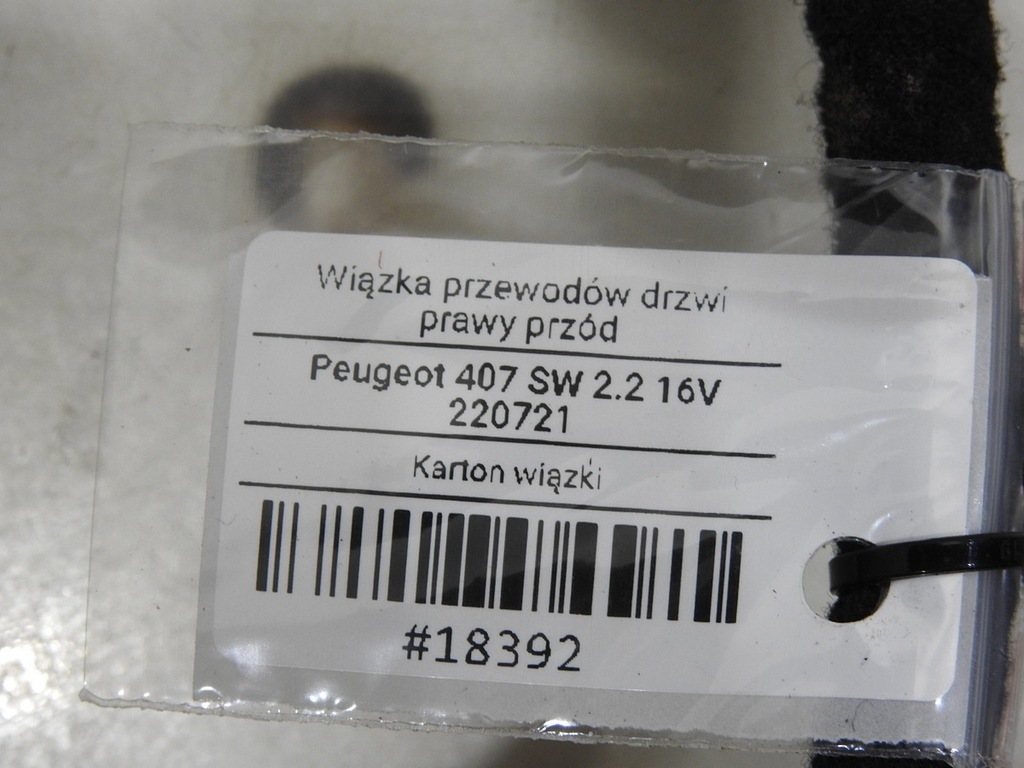 Wiązka przewodów drzwi
prawy przód
Peugeot 407 SW 2.2 16V
220721
Karton wiązki
#18392